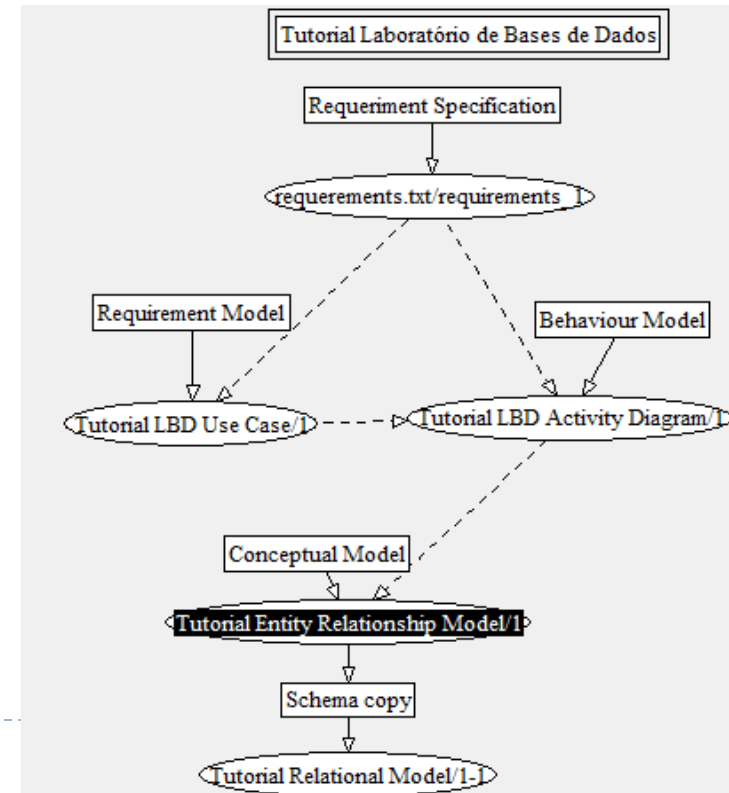 Tutorial Laboratório de Bases de Dados
Requeriment Specification
requerements.txt/requirements_1
Requirement Model
Behaviour Model
Tutorial LBD Use Case/1
Tutorial LBD Activity Diagram/1
Conceptual Model
Tutorial Entity Relationship Model/1
Schema copy
Tutorial Relational Model/1-1